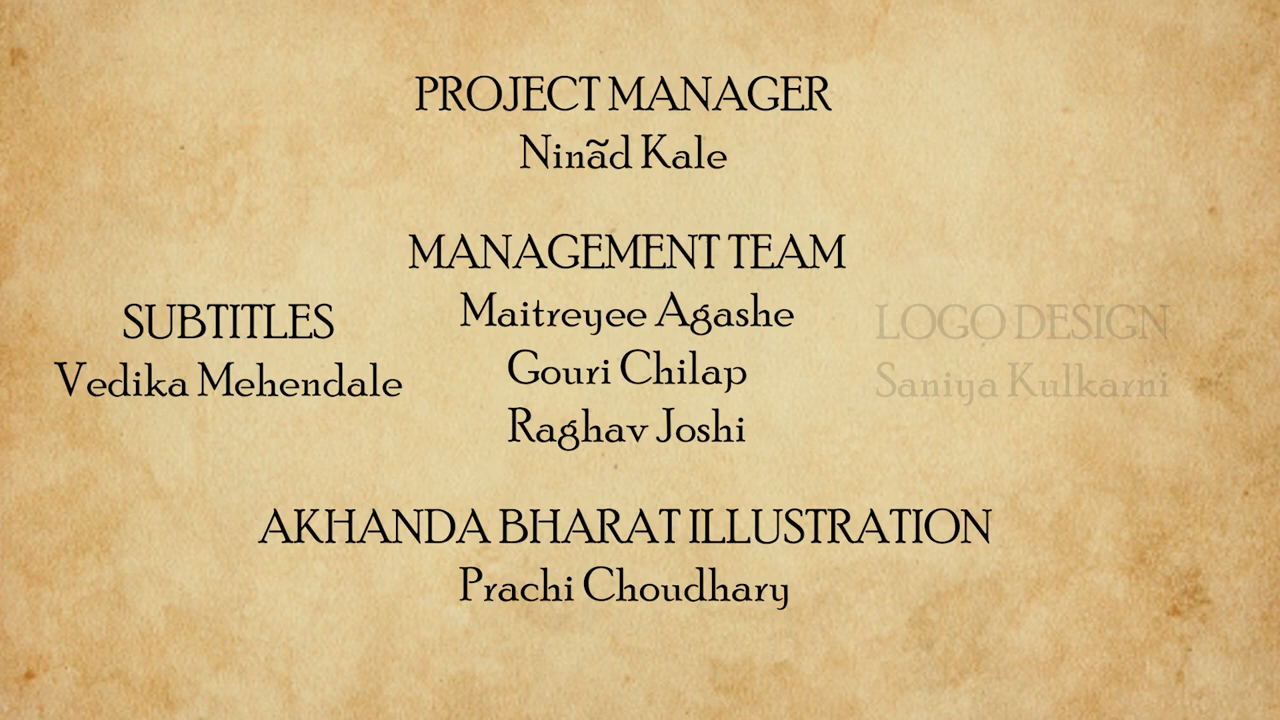 PROJECT MANAGER
Ninãd Kale
MANAGEMENT TEAM
Maitreyee Agashe
Gouri Chilap
Raghav Joshi
SUBTITLES
Vedika Mehendale
LOGO DESIGN
Saniya Kulkarni
AKHANDA BHARAT ILLUSTRATION
Prachi Choudhary